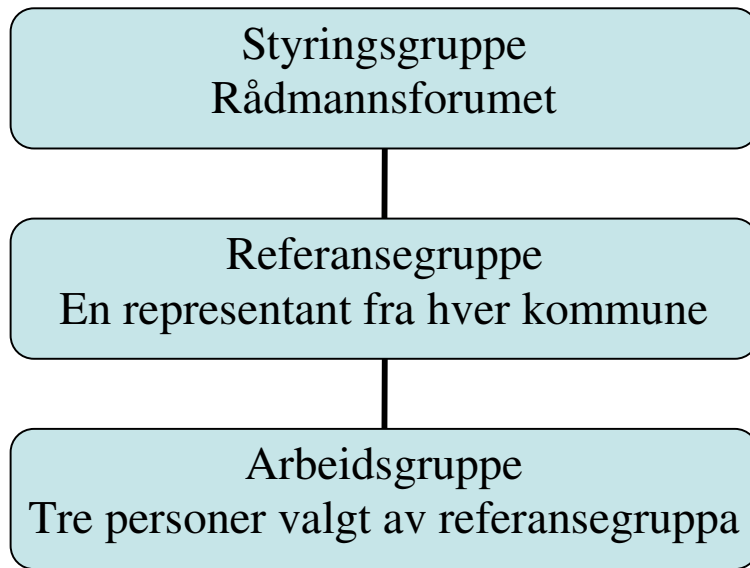 Styringsgruppe
Rådmannsforumet
Referansegruppe
En representant fra hver kommune
Arbeidsgruppe
Tre personer valgt av referansegruppa